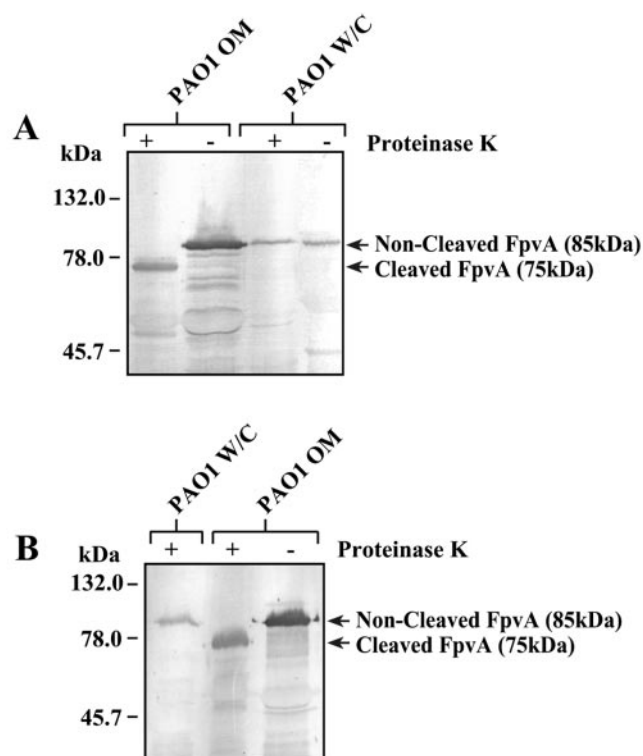 PAO1 OM
PAO1 W/C
A
+ - + - Proteinase K
kDa
132.0
78.0
45.7
Non-Cleaved FpvA (85kDa)
Cleaved FpvA (75kDa)
PAO1 W/C
PAO1 OM
B
+ + - Proteinase K
kDa
132.0
78.0
45.7
Non-Cleaved FpvA (85kDa)
Cleaved FpvA (75kDa)